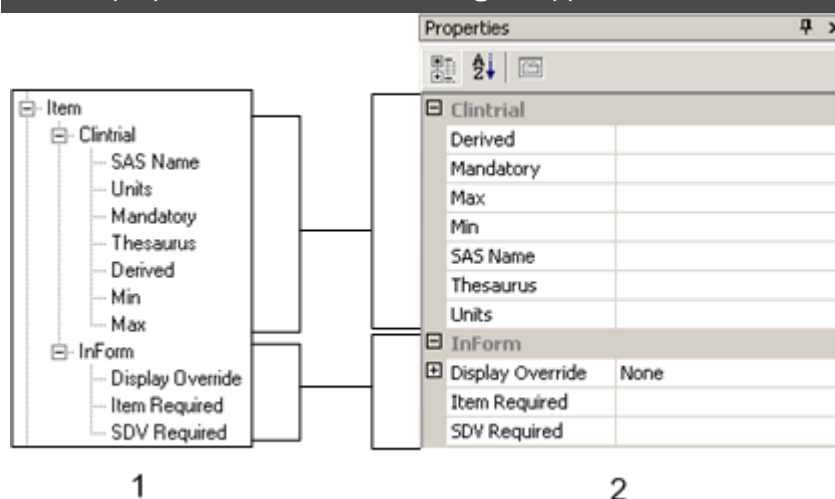 Properties
Item
Clintrial
SAS Name
Units
Mandatory
Thesaurus
Derived
Min
Max
InForm
Display Override
Item Required
SDV Required
1
Clintrial
Derived
Mandatory
Max
Min
SAS Name
Thesaurus
Units
InForm
Display Override None
Item Required
SDV Required
2